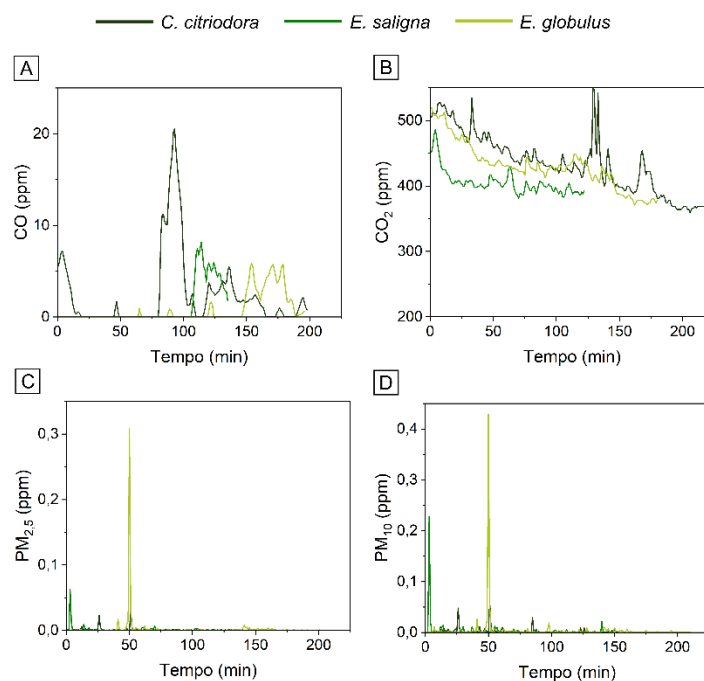 C. citriodora E. saligna E. globulus
A
B
CO (ppm)
20
10
0
0 50 100 150 200
Tempo (min)
CO2 (ppm)
500
400
300
200
0 50 100 150 200
Tempo (min)
C
D
PM2,5 (ppm)
0,3
0,2
0,1
0,0
0 50 100 150 200
Tempo (min)
PM10 (ppm)
0,4
0,3
0,2
0,1
0,0
0 50 100 150 200
Tempo (min)